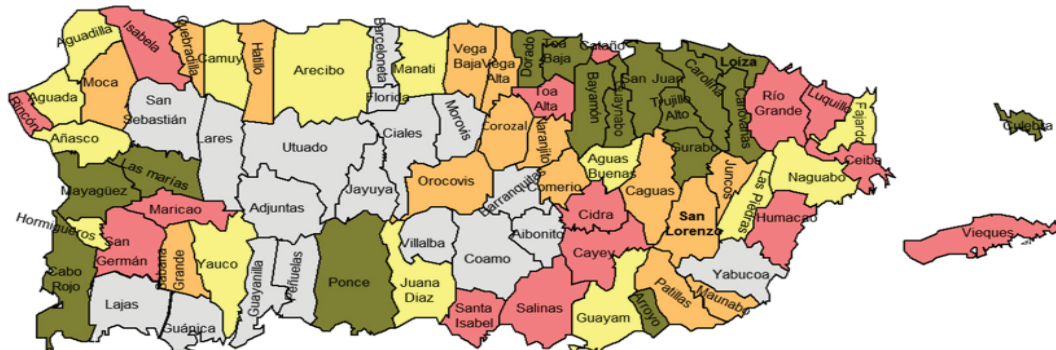 Aguadilla
Isabela
Quebradilla
Camuy
Hatillo
Arecibo
Barceloneta
Manati
Vega
Baja
Vega
Alta
Dorado
Toa
Baja
Cataño
Moca
San
Sebastián
Lares
Utuado
Florida
Ciales
Morovis
Corozal
Toa
Alta
Naranjito
Bayamón
Guaynabo
San Juan
Trujillo
Alto
Carolina
Loiza
Canovanas
Río
Grande
Luquillo
Fajardo
Ceiba
Culebra
Rincón
Aguada
Añasco
Las marías
Mayagüez
Maricao
Adjuntas
Jayuya
Orocovis
Barranquitas
Comerio
Aguas
Buenas
Gurabo
Caguas
Juncos
Las Piedras
Naguabo
Humacao
San
Lorenzo
Cidra
Cayey
Aibonito
Villalba
Coamo
Yabucoa
Vieques
Hormigueros
San
Germán
Sabana
Grande
Yauco
Guayanilla
Peñuelas
Ponce
Juana
Diaz
Santa
Isabel
Salinas
Guayam
Arroyo
Patillas
Maunabo
Cabo
Rojo
Lajas
Guánica